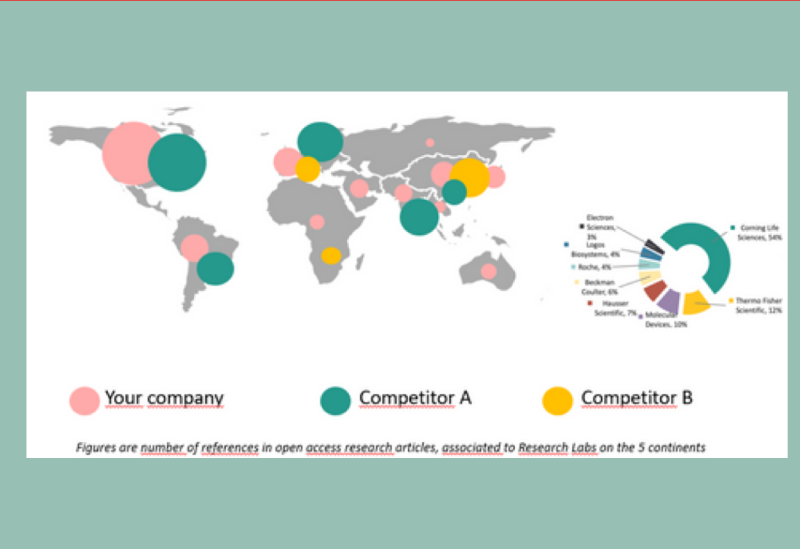 Electron
Sciences,
3%
Logos
Biosystems, 4%
Roche, 4%
Beckman
Coulter, 6%
Hausser
Scientific, 7%
Molecular
Devices, 10%
Corning Life
Sciences, 54%
Thermo Fisher
Scientific, 12%
Your company
Competitor A
Competitor B
Figures are number of references in open access research articles, associated to Research Labs on the 5 continents